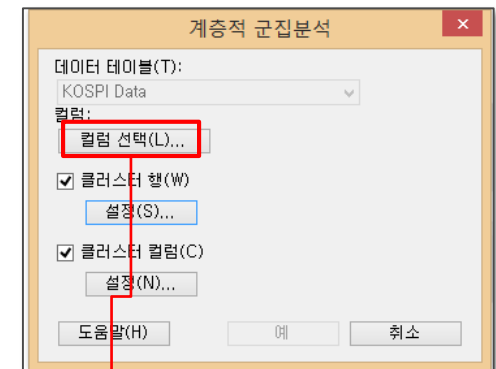 계층적 군집분석
데이터 테이블(T):
KOSPI Data
컬럼:
컬럼 선택(L)...
클러스터 행(W)
설정(S)...
클러스터 컬럼(C)
설정(N)...
도움말(H) 예 취소